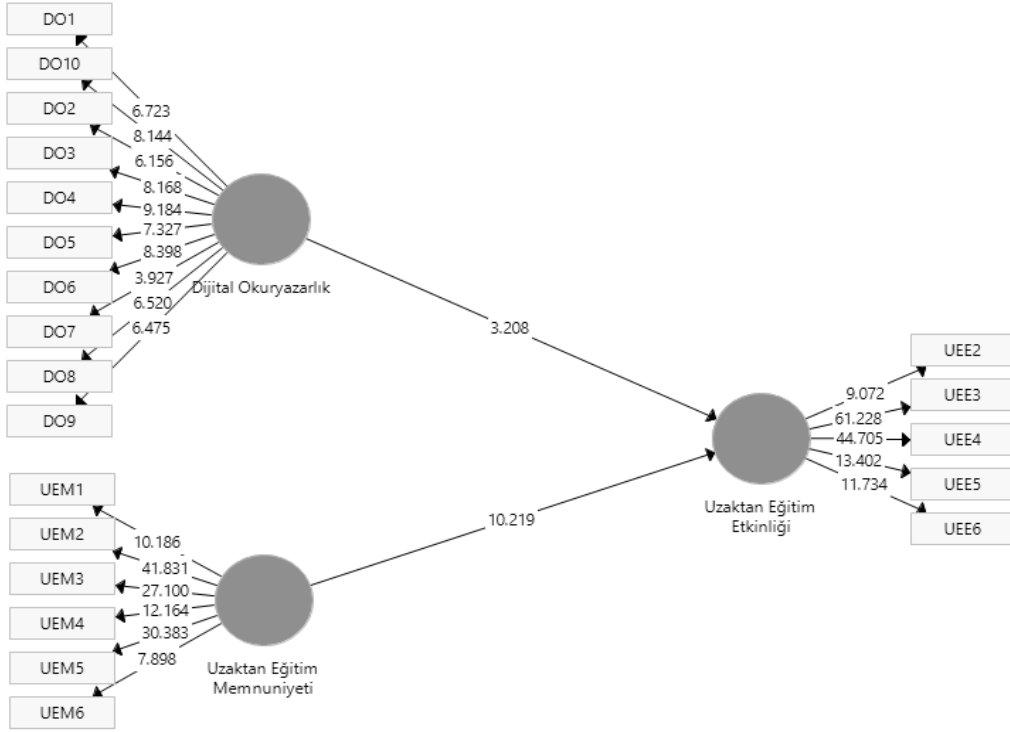 DO1
DO10
DO2
DO3
DO4
DO5
DO6
DO7
DO8
DO9
6.723
8.144
6.156
8.168
9.184
7.327
8.398
3.927
6.520
6.475
Dijital Okuryazarlık
3.208
UEM1
UEM2
UEM3
UEM4
UEM5
UEM6
10.186
41.831
27.100
12.164
30.383
7.898
Uzaktan Eğitim
Memnuniyeti
10.219
Uzaktan Eğitim
Etkinliği
9.072
61.228
44.705
13.402
11.734
UEE2
UEE3
UEE4
UEE5
UEE6